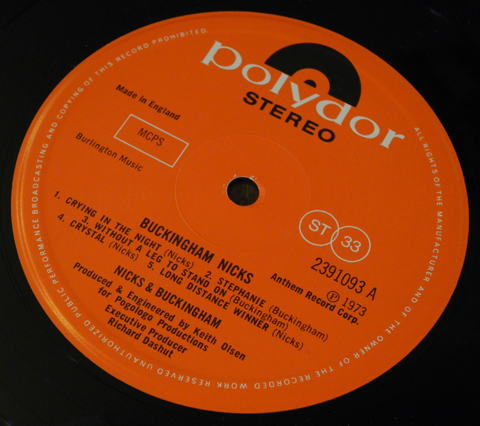 polydor
STEREO
Made in England
MCPS
Burlington Music
ST 33
2391093 A
Ⓟ 1973
Anthem Record Corp.
BUCKINGHAM NICKS
1. CRYING IN THE NIGHT (Nicks) 2. STEPHANIE (Buckingham)
3. WITHOUT A LEG TO STAND ON (Buckingham)
4. CRYSTAL (Nicks) 5. LONG DISTANCE WINNER (Nicks)
NICKS & BUCKINGHAM
Produced & Engineered by Keith Olsen
for Pogologo Productions
Executive Producer
Richard Dashut
ALL RIGHTS OF THE MANUFACTURER AND OF THE OWNER OF THE RECORDED WORK RESERVED UNAUTHORIZED PUBLIC PERFORMANCE BROADCASTING AND COPYING OF THIS RECORD PROHIBITED.